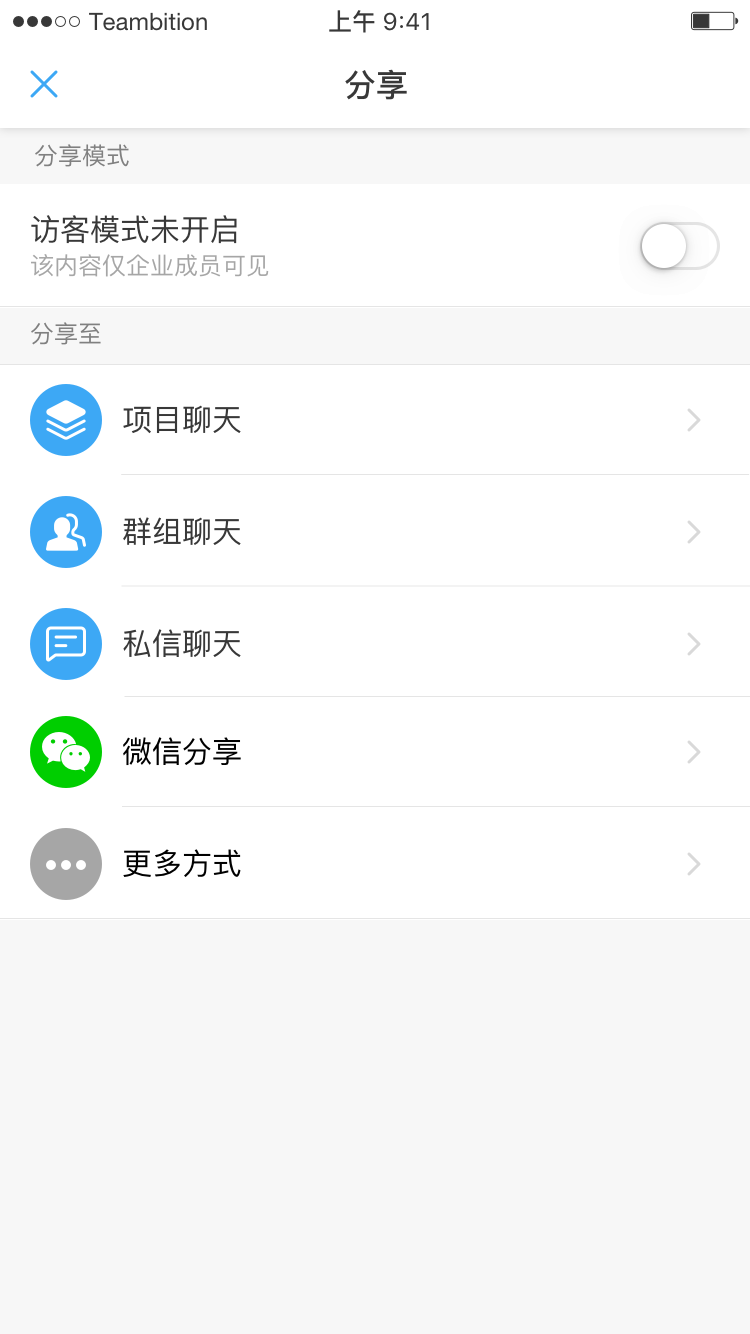 Teambition 上午 9:41
分享
分享模式
访客模式未开启
该内容仅企业成员可见
分享至
项目聊天
群组聊天
私信聊天
微信分享
更多方式